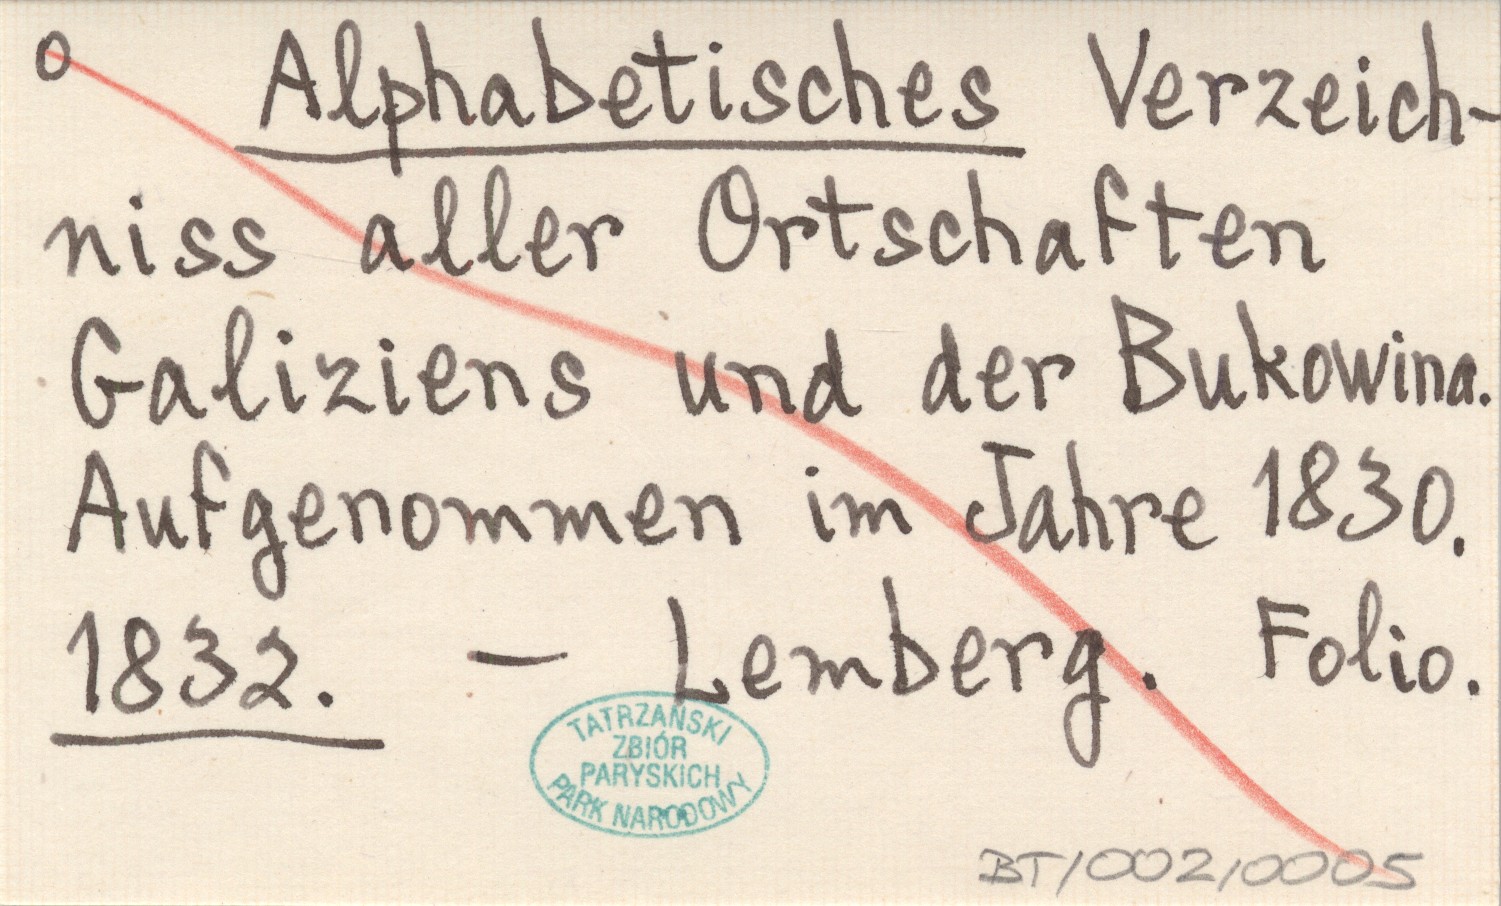 o Alphabetisches Verzeich-
niss aller Ortschaften
Galiziens und der Bukowina.
Aufgenommen im Jahre 1830.
1832. — Lemberg. Folio.
TATRZAŃSKI
ZBIÓR
PARYSKICH
PARK NARODOWY
BT/002/0005